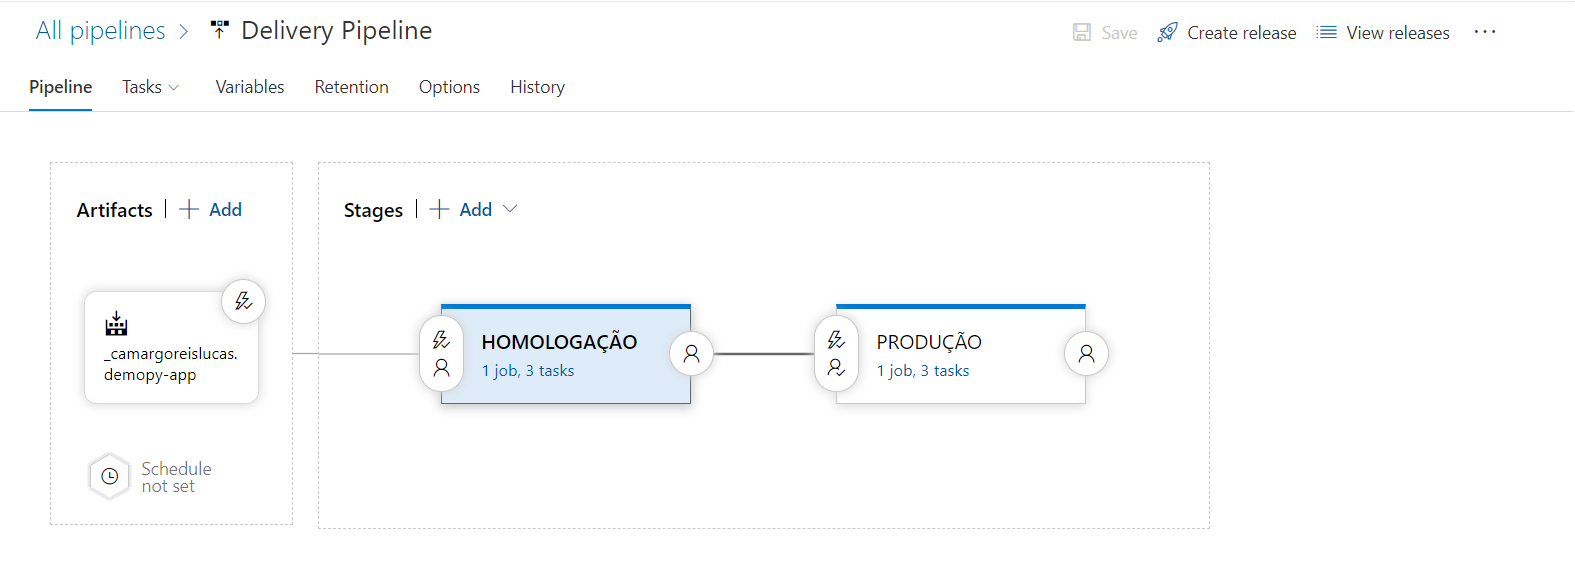 All pipelines > Delivery Pipeline
Save Create release View releases ...
Pipeline Tasks Variables Retention Options History
Artifacts | + Add
Stages | + Add
_camargoreislucas.
demopy-app
HOMOLOGAÇÃO
1 job, 3 tasks
PRODUÇÃO
1 job, 3 tasks
Schedule
not set